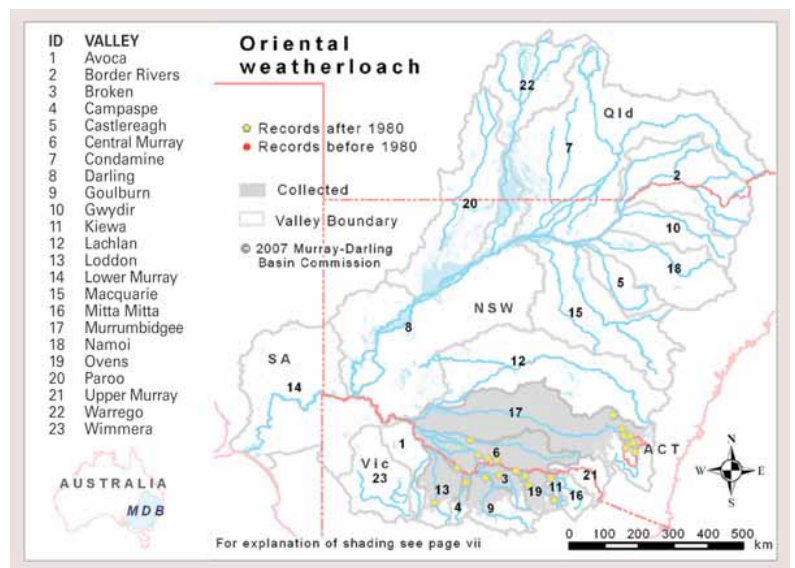 ID VALLEY
1 Avoca
2 Border Rivers
3 Broken
4 Campaspe
5 Castlereagh
6 Central Murray
7 Condamine
8 Darling
9 Goulburn
10 Gwydir
11 Kiewa
12 Lachlan
13 Loddon
14 Lower Murray
15 Macquarie
16 Mitta Mitta
17 Murrumbidgee
18 Namoi
19 Ovens
20 Paroo
21 Upper Murray
22 Warrego
23 Wimmera
Oriental
weatherloach
Records after 1980
Records before 1980
Collected
Valley Boundary
© 2007 Murray-Darling
Basin Commission
22
Qld
7
2
20
10
18
5
15
NSW
8
12
SA
14
17
ACT
1
6
Vic
23
3
21
13
19
11
16
4
9
AUSTRALIA
MDB
N
W E
S
For explanation of shading see page vii
0 100 200 300 400 500
km